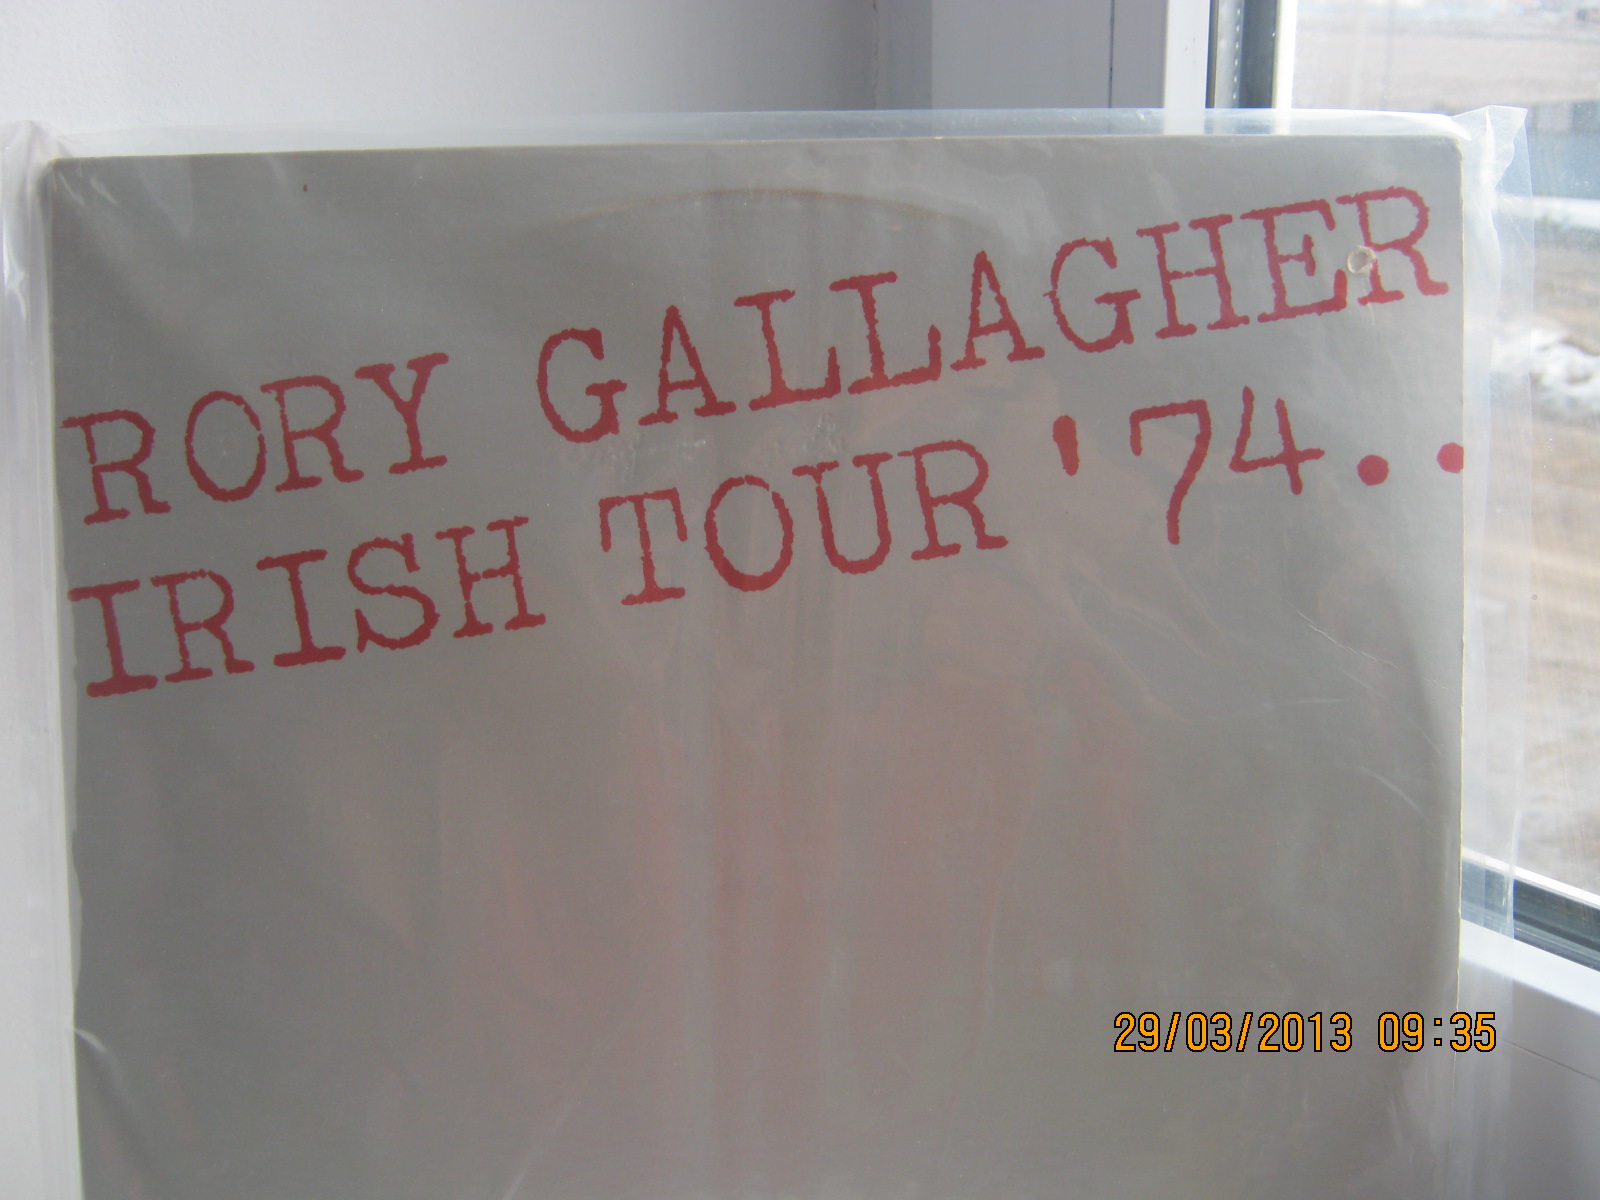 RORY GALLAGHER
IRISH TOUR '74..
29/03/2013 09:35